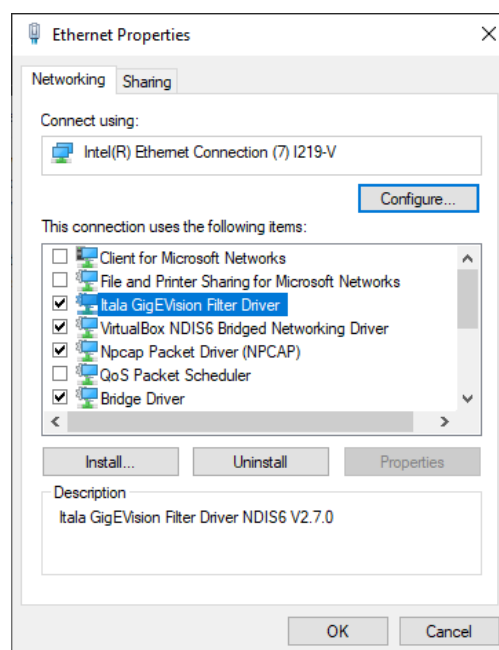 Ethernet Properties
Networking
Sharing
Connect using:
Intel(R) Ethernet Connection (7) I219-V
Configure...
This connection uses the following items:
Client for Microsoft Networks
File and Printer Sharing for Microsoft Networks
Itala GigEVision Filter Driver
VirtualBox NDIS6 Bridged Networking Driver
Npcap Packet Driver (NPCAP)
QoS Packet Scheduler
Bridge Driver
Install...
Uninstall
Properties
Description
Itala GigEVision Filter Driver NDIS6 V2.7.0
OK
Cancel